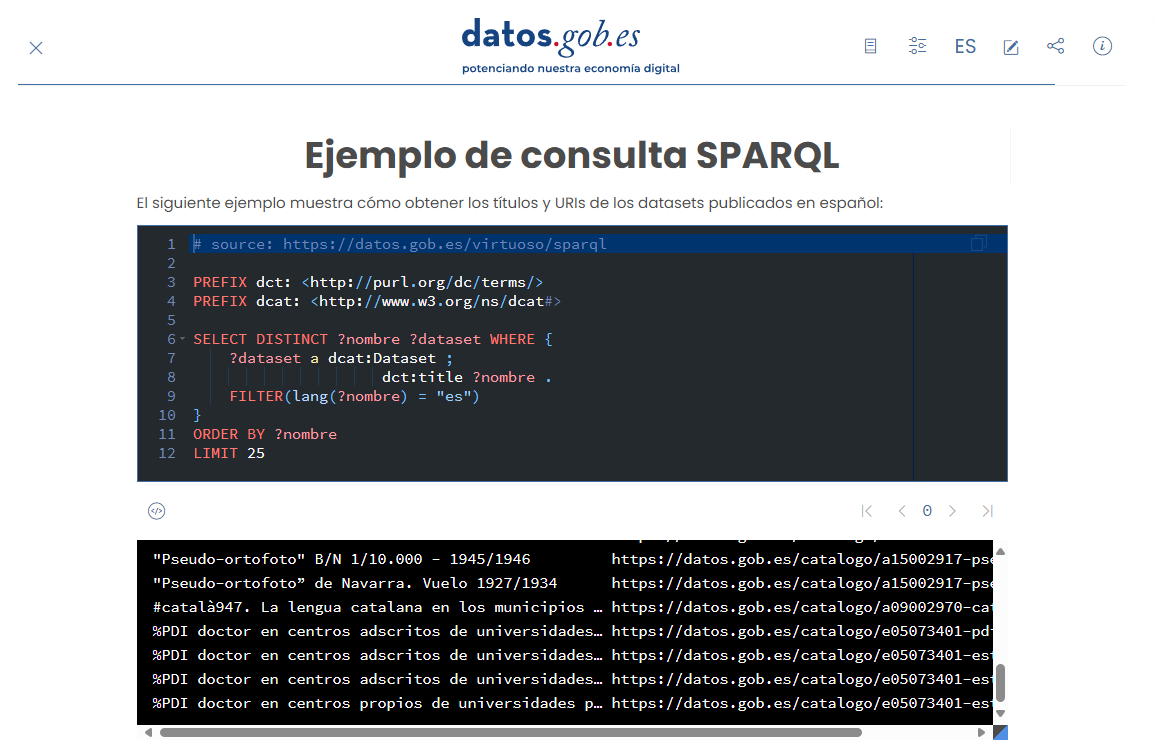 datos.gob.es
potenciando nuestra economía digital
ES
Ejemplo de consulta SPARQL
El siguiente ejemplo muestra cómo obtener los títulos y URIs de los datasets publicados en español:
1 # source: https://datos.gob.es/virtuoso/sparql
2
3 PREFIX dct: <http://purl.org/dc/terms/>
4 PREFIX dcat: <http://www.w3.org/ns/dcat#>
5
6 SELECT DISTINCT ?nombre ?dataset WHERE {
7 ?dataset a dcat:Dataset ;
8 dct:title ?nombre .
9 FILTER(lang(?nombre) = "es")
10 }
11 ORDER BY ?nombre
12 LIMIT 25
0
"Pseudo-ortofoto" B/N 1/10.000 - 1945/1946 https://datos.gob.es/catalogo/a15002917-pse
"Pseudo-ortofoto” de Navarra. Vuelo 1927/1934 https://datos.gob.es/catalogo/a15002917-pse
#català947. La lengua catalana en los municipios … https://datos.gob.es/catalogo/a09002970-cat
%PDI doctor en centros adscritos de universidades… https://datos.gob.es/catalogo/e05073401-pdi
%PDI doctor en centros adscritos de universidades… https://datos.gob.es/catalogo/e05073401-est
%PDI doctor en centros adscritos de universidades… https://datos.gob.es/catalogo/e05073401-est
%PDI doctor en centros propios de universidades p… https://datos.gob.es/catalogo/e05073401-est